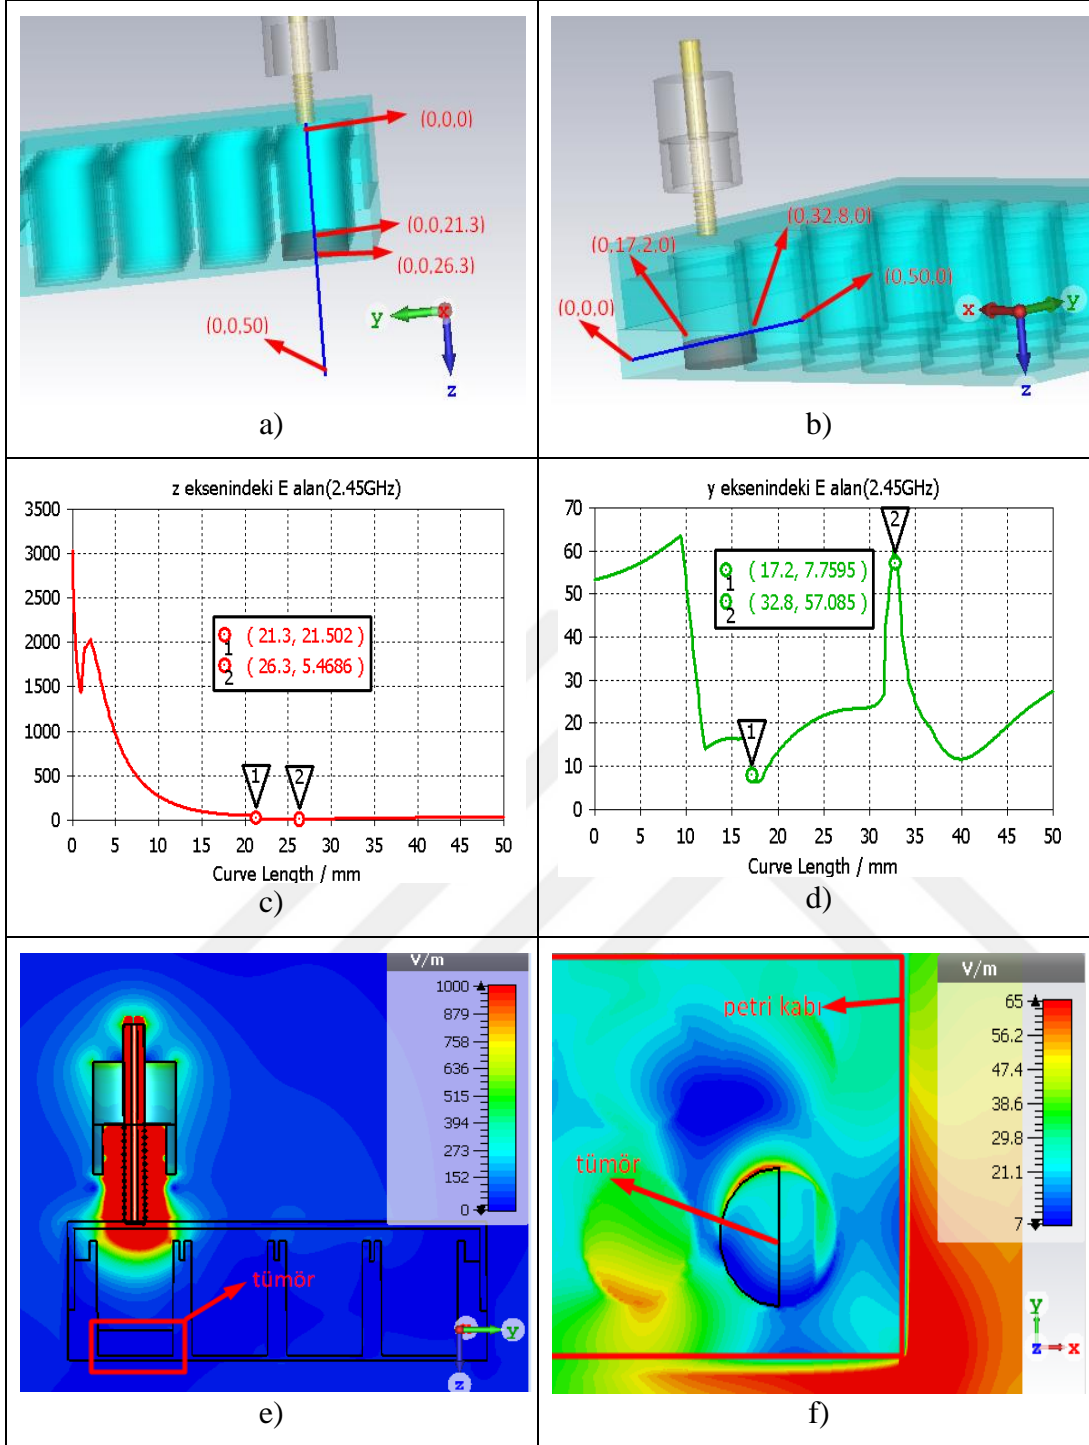 (0,0,0)
(0,0,21.3)
(0,0,26.3)
(0,0,50)
y
x
z
a)
(0,32.8,0)
(0,17.2,0)
(0,50,0)
(0,0,0)
x
y
z
b)
z eksenindeki E alan(2.45GHz)
3500
3000
2500
2000
1500
1000
500
0
1 ( 21.3, 21.502 )
2 ( 26.3, 5.4686 )
1
2
0 5 10 15 20 25 30 35 40 45 50
Curve Length / mm
c)
y eksenindeki E alan(2.45GHz)
70
60
50
40
30
20
10
0
1 ( 17.2, 7.7595 )
2 ( 32.8, 57.085 )
1
2
0 5 10 15 20 25 30 35 40 45 50
Curve Length / mm
d)
V/m
1000
879
758
636
515
394
273
152
0
tümör
x
y
z
e)
V/m
65
56.2
47.4
38.6
29.8
21.1
7
petri kabı
tümör
y
z
x
f)